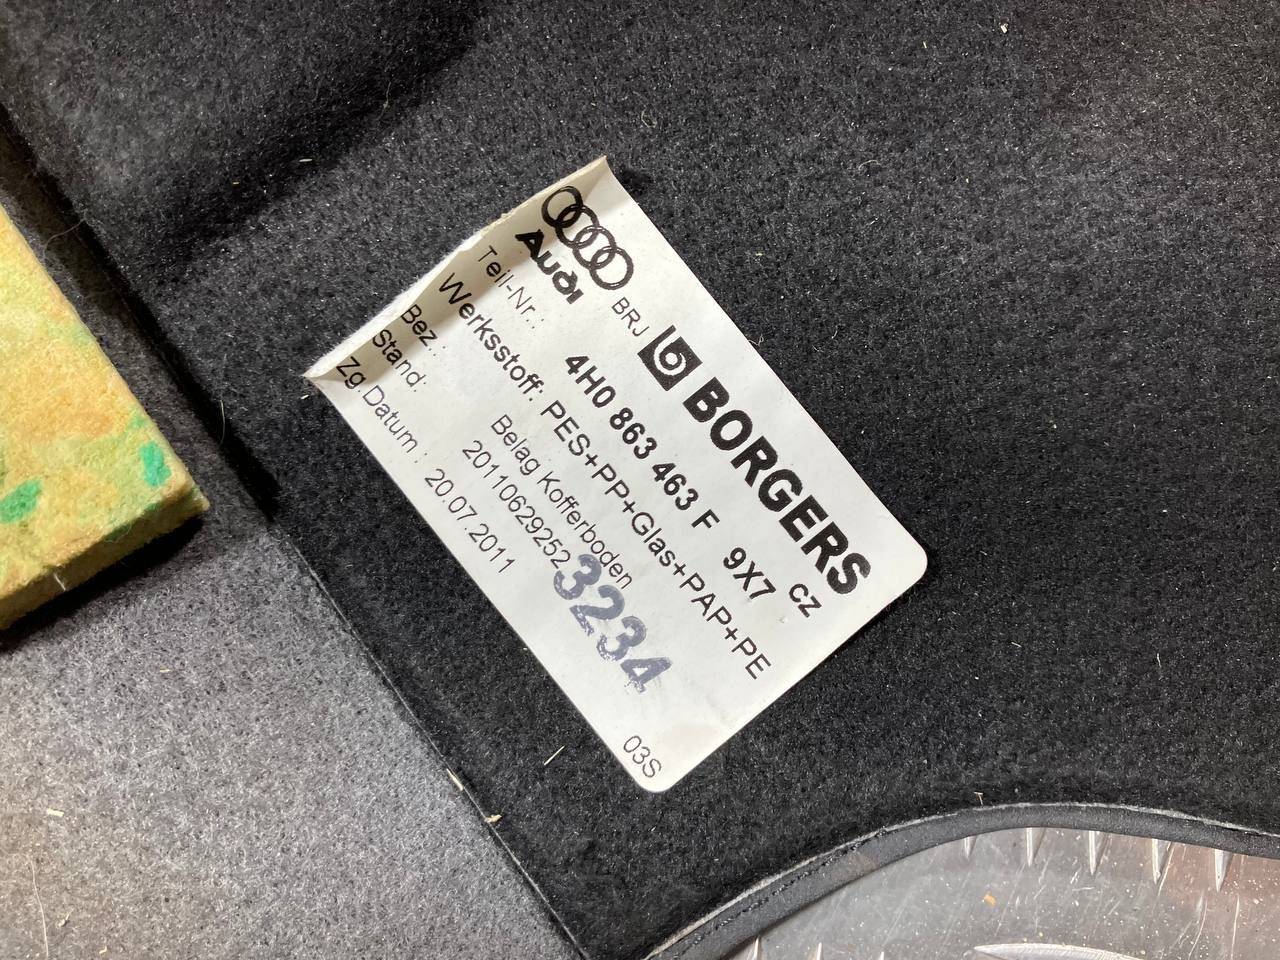 Audi
BRJ
BORGERS
cz
Teil-Nr.: 4H0 863 463 F 9X7
Werksstoff: PES+PP+Glas+PAP+PE
Bez.: Belag Kofferboden
Stand: 20110629252
3234
Zg.Datum : 20.07.2011
03S